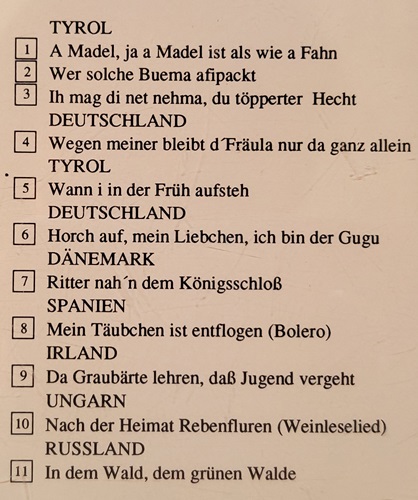 TYROL
1 A Madel, ja a Madel ist als wie a Fahn
2 Wer solche Buema afipackt
3 Ih mag di net nehma, du töpperter Hecht
DEUTSCHLAND
4 Wegen meiner bleibt d´Fräula nur da ganz allein
TYROL
5 Wann i in der Früh aufsteh
DEUTSCHLAND
6 Horch auf, mein Liebchen, ich bin der Gugu
DÄNEMARK
7 Ritter nah´n dem Königsschloß
SPANIEN
8 Mein Täubchen ist entflogen (Bolero)
IRLAND
9 Da Graubärte lehren, daß Jugend vergeht
UNGARN
10 Nach der Heimat Rebenfluren (Weinleselied)
RUSSLAND
11 In dem Wald, dem grünen Walde